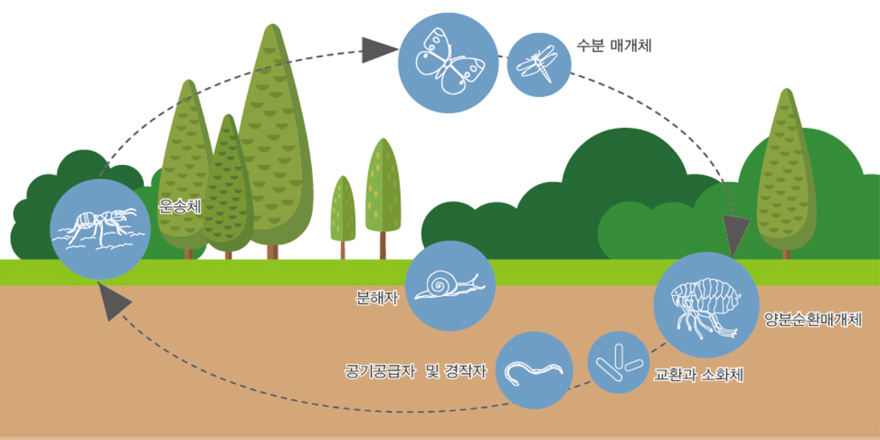 수분 매개체
운송체
분해자
양분순환매개체
공기공급자 및 경작자
교환과 소화체